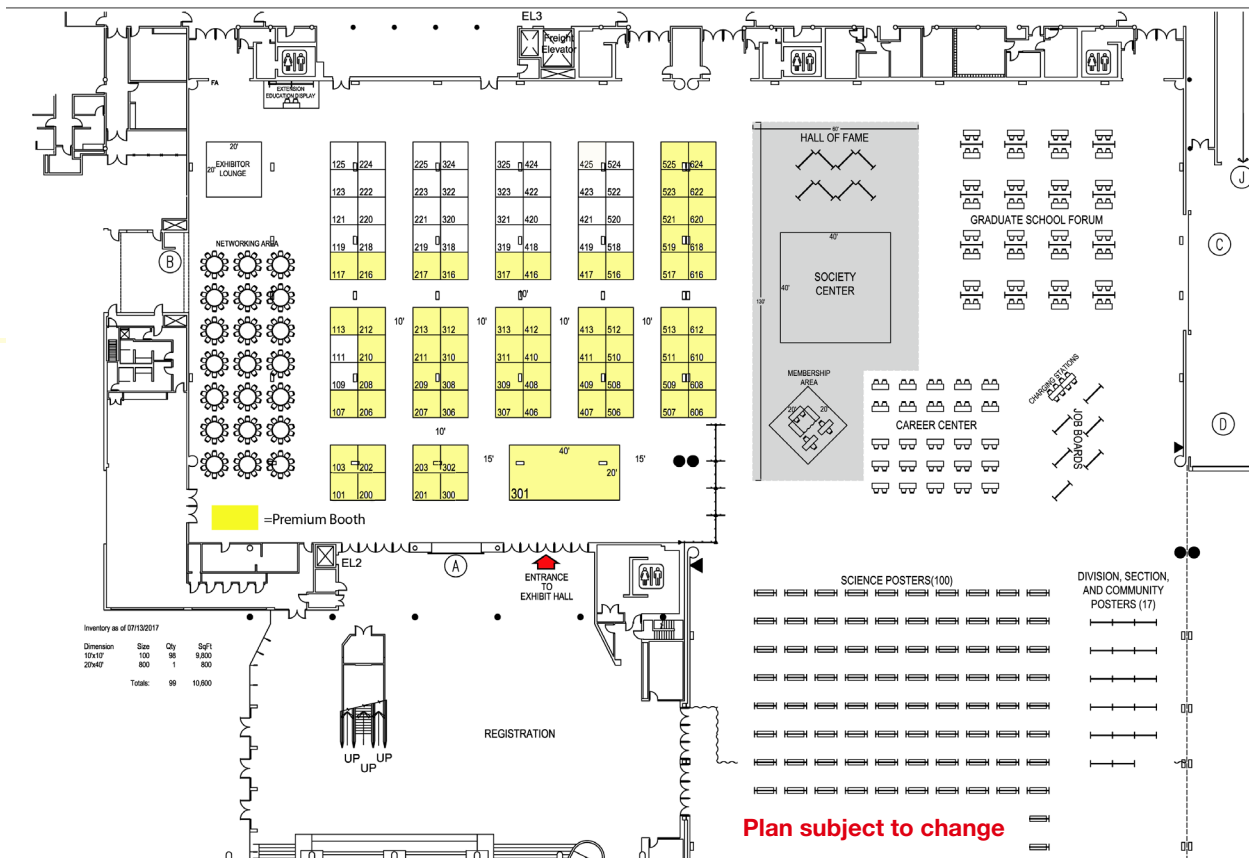 EL3
Freight
Elevator
FA
EXTENSION
EDUCATION DISPLAY
20'
20'
EXHIBITOR
LOUNGE
125 224 225 324 325 424 425 524 525 624
123 222 223 322 323 422 423 522 523 622
121 220 221 320 321 420 421 520 521 620
119 218 219 318 319 418 419 518 519 618
117 216 217 316 317 416 417 516 517 616
10'
10' 10' 10' 10'
113 212 213 312 313 412 413 512 513 612
111 210 211 310 311 410 411 510 511 610
109 208 209 308 309 408 409 508 509 608
107 206 207 306 307 406 407 506 507 606
10'
15' 40' 15'
20'
103 202 203 302
101 200 201 300 301
NETWORKING AREA
B
=Premium Booth
60'
HALL OF FAME
130'
40'
40'
SOCIETY
CENTER
MEMBERSHIP
AREA
20' 20'
GRADUATE SCHOOL FORUM
J
C
D
CHARGING STATIONS
JOB BOARDS
CAREER CENTER
EL2
A
ENTRANCE
TO
EXHIBIT HALL
SCIENCE POSTERS(100)
DIVISION, SECTION,
AND COMMUNITY
POSTERS (17)
Inventory as of 07/13/2017
Dimension Size Qty SqFt
10'x10' 100 98 9,800
20'x40' 800 1 800
Totals: 99 10,600
REGISTRATION
UP UP
UP
Plan subject to change